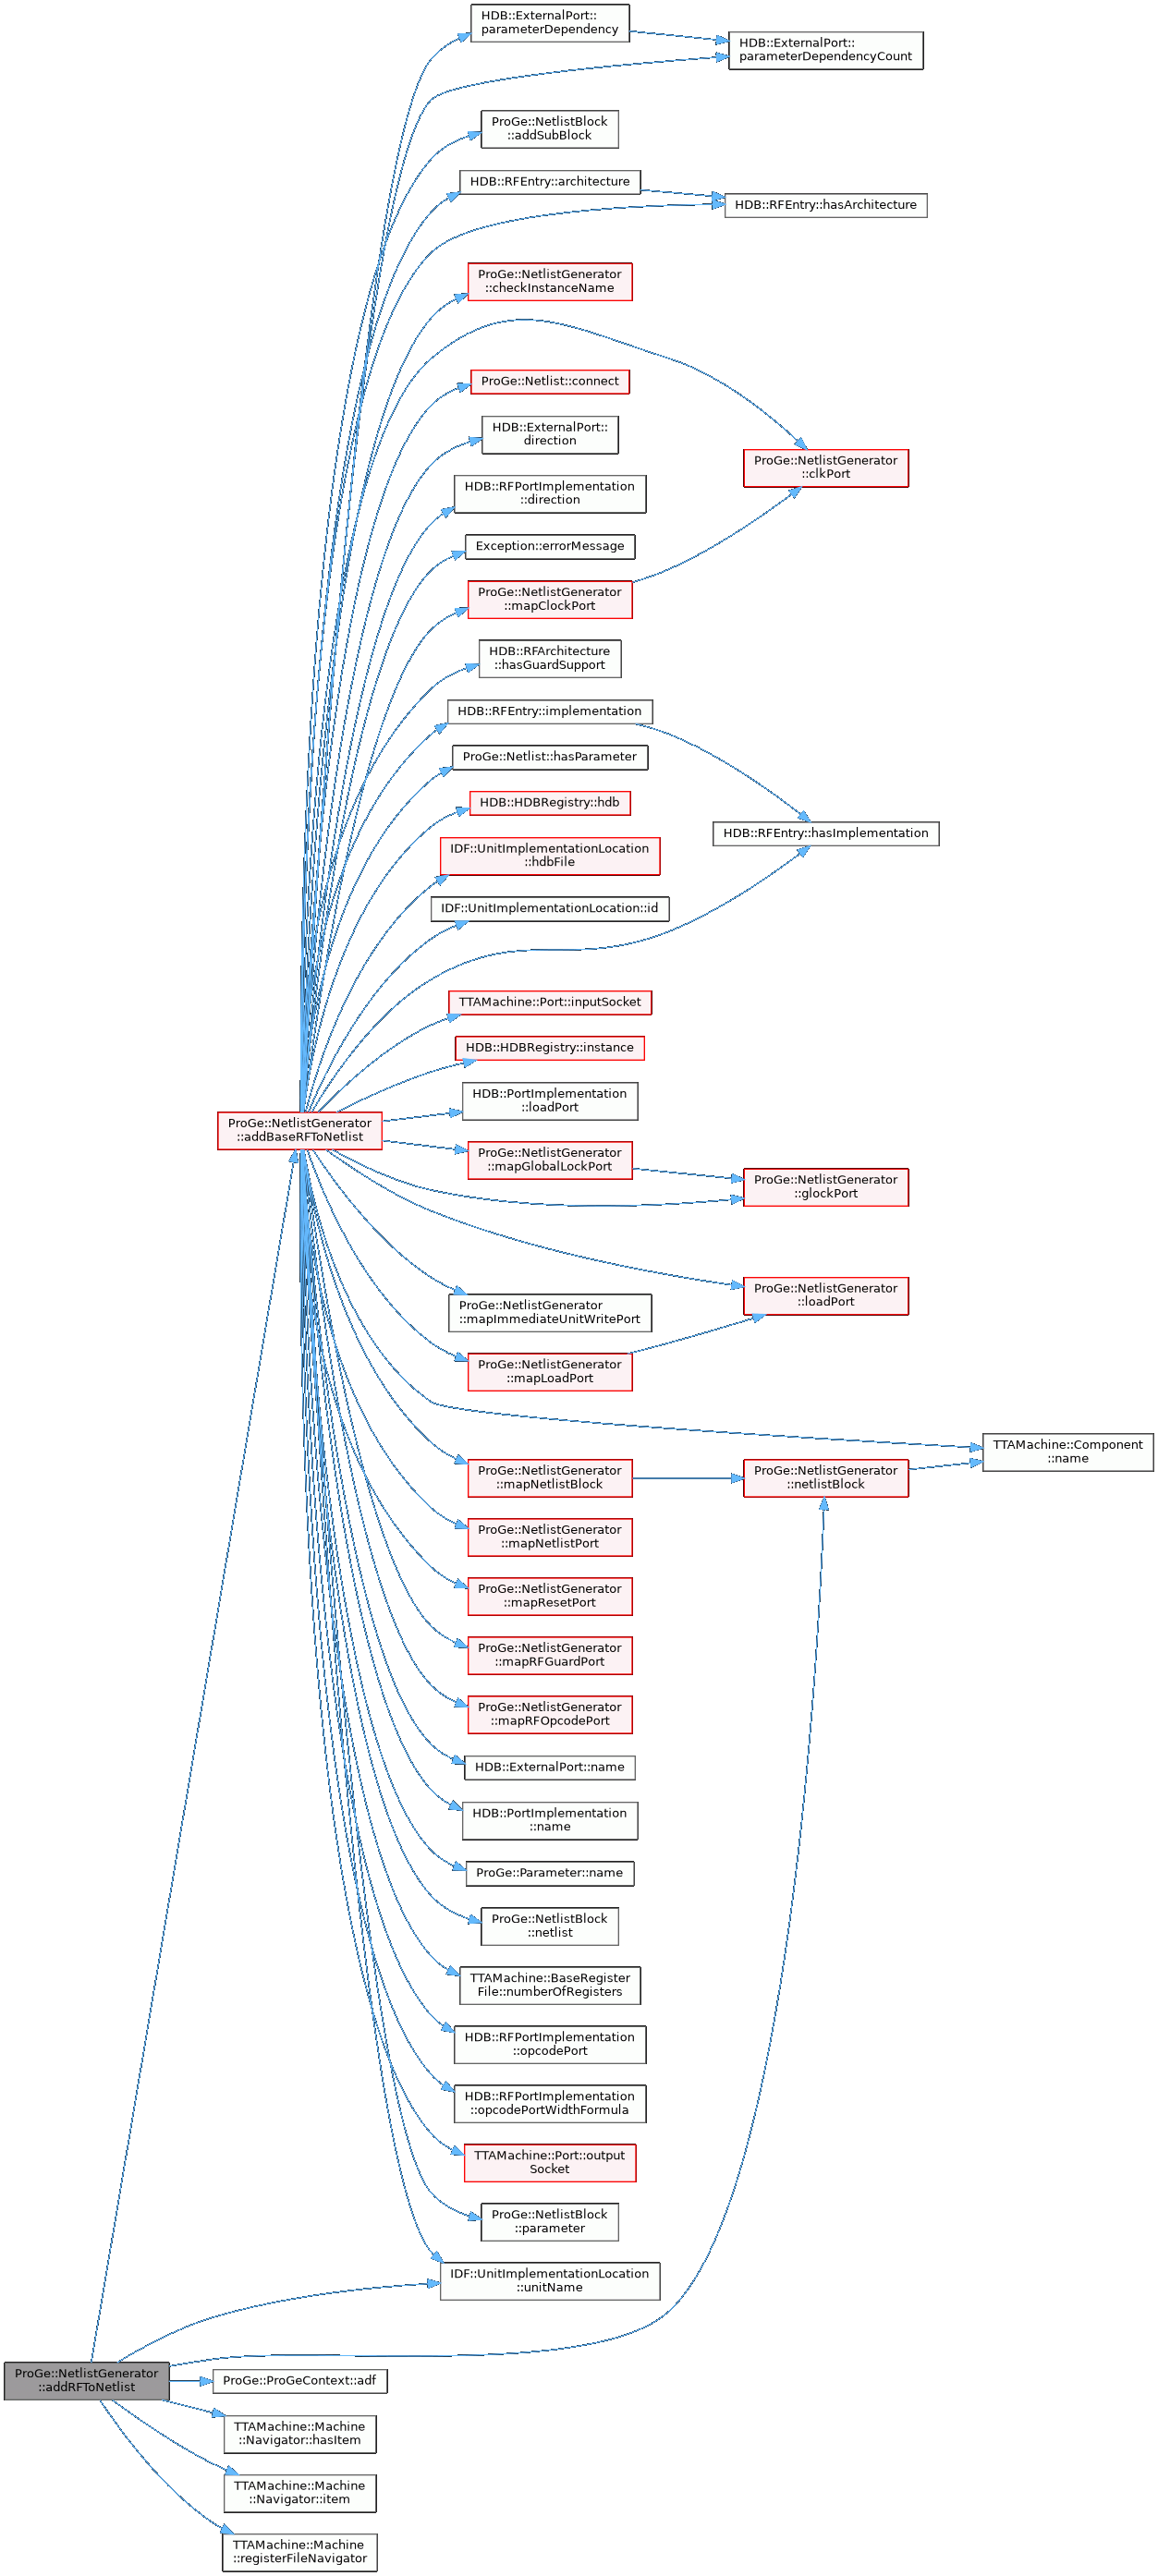 HDB::ExternalPort::
parameterDependency
HDB::ExternalPort::
parameterDependencyCount
ProGe::NetlistBlock
::addSubBlock
HDB::RFEntry::architecture
HDB::RFEntry::hasArchitecture
ProGe::NetlistGenerator
::checkInstanceName
ProGe::Netlist::connect
HDB::ExternalPort::
direction
ProGe::NetlistGenerator
::clkPort
HDB::RFPortImplementation
::direction
Exception::errorMessage
ProGe::NetlistGenerator
::mapClockPort
HDB::RFArchitecture
::hasGuardSupport
HDB::RFEntry::implementation
ProGe::Netlist::hasParameter
HDB::HDBRegistry::hdb
HDB::RFEntry::hasImplementation
IDF::UnitImplementationLocation
::hdbFile
IDF::UnitImplementationLocation::id
TTAMachine::Port::inputSocket
HDB::HDBRegistry::instance
HDB::PortImplementation
::loadPort
ProGe::NetlistGenerator
::addBaseRFToNetlist
ProGe::NetlistGenerator
::mapGlobalLockPort
ProGe::NetlistGenerator
::glockPort
ProGe::NetlistGenerator
::loadPort
ProGe::NetlistGenerator
::mapImmediateUnitWritePort
ProGe::NetlistGenerator
::mapLoadPort
TTAMachine::Component
::name
ProGe::NetlistGenerator
::mapNetlistBlock
ProGe::NetlistGenerator
::netlistBlock
ProGe::NetlistGenerator
::mapNetlistPort
ProGe::NetlistGenerator
::mapResetPort
ProGe::NetlistGenerator
::mapRFGuardPort
ProGe::NetlistGenerator
::mapRFOpcodePort
HDB::ExternalPort::name
HDB::PortImplementation
::name
ProGe::Parameter::name
ProGe::NetlistBlock
::netlist
TTAMachine::BaseRegister
File::numberOfRegisters
HDB::RFPortImplementation
::opcodePort
HDB::RFPortImplementation
::opcodePortWidthFormula
TTAMachine::Port::output
Socket
ProGe::NetlistBlock
::parameter
IDF::UnitImplementationLocation
::unitName
ProGe::NetlistGenerator
::addRFToNetlist
ProGe::ProGeContext::adf
TTAMachine::Machine
::Navigator::hasItem
TTAMachine::Machine
::Navigator::item
TTAMachine::Machine
::registerFileNavigator